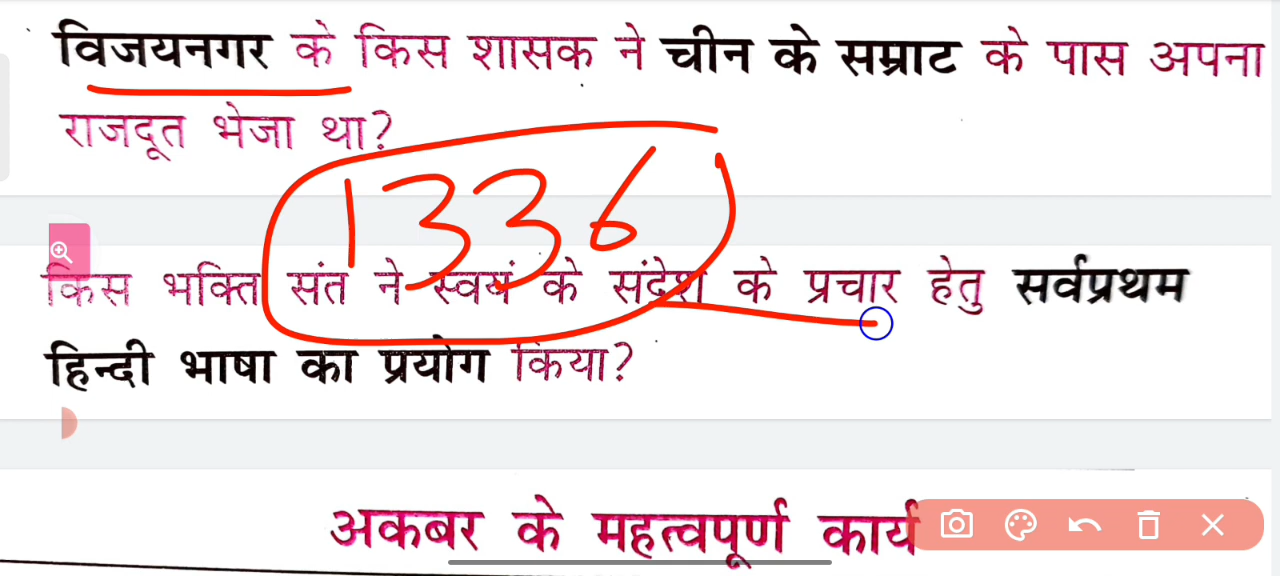 विजयनगर के किस शासक ने चीन के सम्राट के पास अपना
राजदूत भेजा था?
1336
किस भक्ति संत ने स्वयं के संदेश के प्रचार हेतु सर्वप्रथम
हिन्दी भाषा का प्रयोग किया?
अकबर के महत्वपूर्ण कार्य